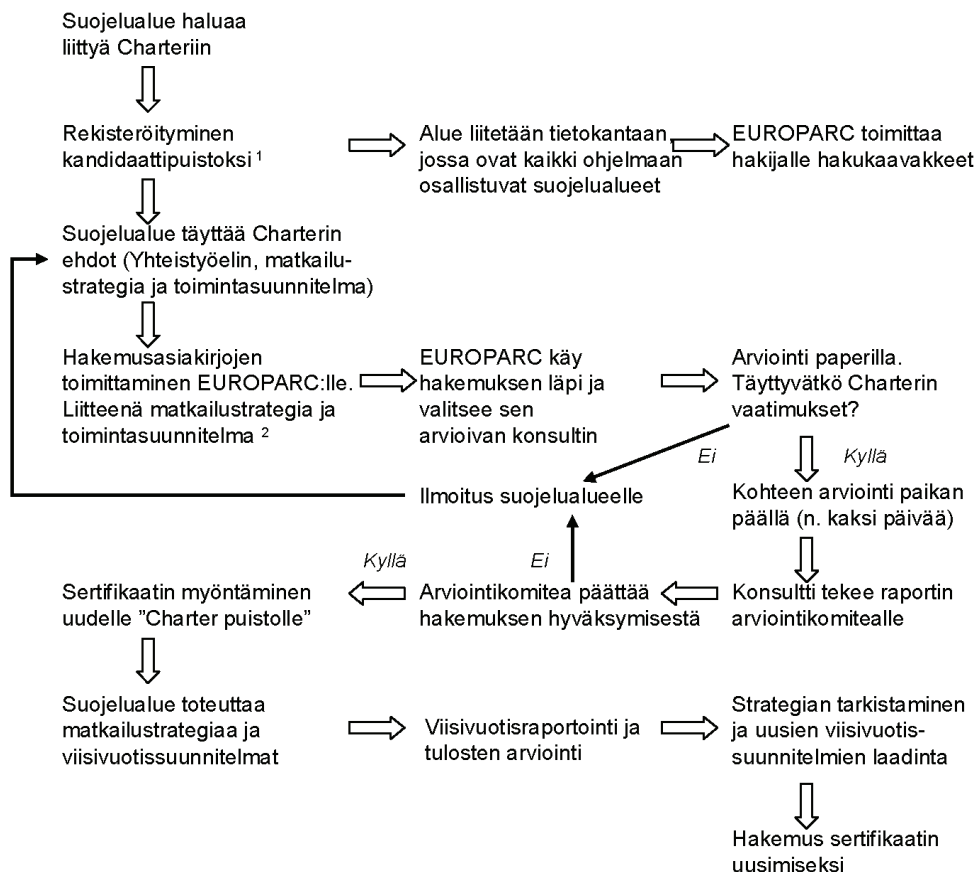 Suojelualue haluaa
liittyä Charteriin
Rekisteröityminen
kandidaattipuistoksi ¹
Alue liitetään tietokantaan,
jossa ovat kaikki ohjelmaan
osallistuvat suojelualueet
EUROPARC toimittaa
hakijalle hakukaavakkeet
Suojelualue täyttää Charterin
ehdot (Yhteistyöelin, matkailu-
strategia ja toimintasuunnitelma)
Hakemusasiakirjojen
toimittaminen EUROPARC:lle.
Liitteenä matkailustrategia ja
toimintasuunnitelma ²
EUROPARC käy
hakemuksen läpi ja
valitsee sen
arvioivan konsultin
Arviointi paperilla.
Täyttyvätkö Charterin
vaatimukset?
Ei
Kyllä
Ilmoitus suojelualueelle
Kohteen arviointi paikan
päällä (n. kaksi päivää)
Kyllä
Ei
Sertifikaatin myöntäminen
uudelle ”Charter puistolle”
Arviointikomitea päättää
hakemuksen hyväksymisestä
Konsultti tekee raportin
arviointikomitealle
Suojelualue toteuttaa
matkailustrategiaa ja
viisivuotissuunnitelmat
Viisivuotisraportointi ja
tulosten arviointi
Strategian tarkistaminen
ja uusien viisivuotis-
suunnitelmien laadinta
Hakemus sertifikaatin
uusimiseksi